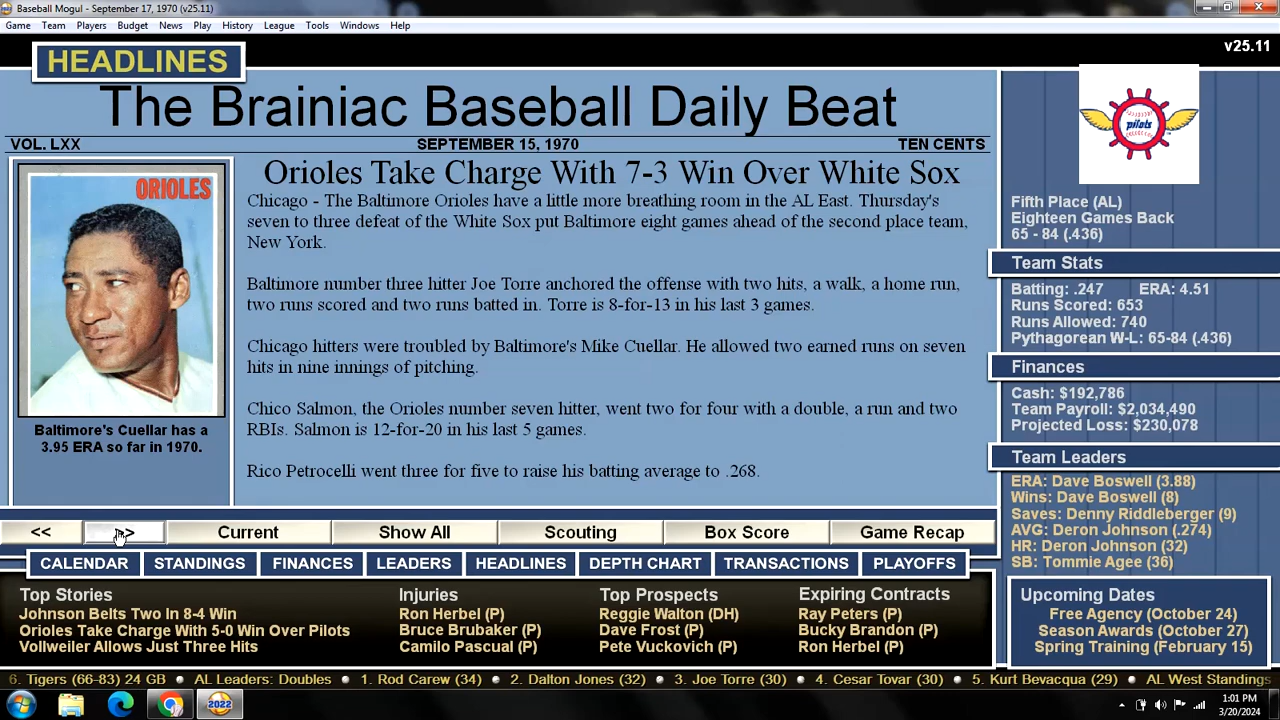 Baseball Mogul - September 17, 1970 (v25.11)
Game Team Players Budget News Play History League Tools Windows Help
HEADLINES
v25.11
The Brainiac Baseball Daily Beat
VOL. LXX SEPTEMBER 15, 1970 TEN CENTS
ORIOLES
Baltimore's Cuellar has a
3.95 ERA so far in 1970.
Orioles Take Charge With 7-3 Win Over White Sox
Chicago - The Baltimore Orioles have a little more breathing room in the AL East. Thursday's
seven to three defeat of the White Sox put Baltimore eight games ahead of the second place team,
New York.
Baltimore number three hitter Joe Torre anchored the offense with two hits, a walk, a home run,
two runs scored and two runs batted in. Torre is 8-for-13 in his last 3 games.
Chicago hitters were troubled by Baltimore's Mike Cuellar. He allowed two earned runs on seven
hits in nine innings of pitching.
Chico Salmon, the Orioles number seven hitter, went two for four with a double, a run and two
RBIs. Salmon is 12-for-20 in his last 5 games.
Rico Petrocelli went three for five to raise his batting average to .268.
pilots
Fifth Place (AL)
Eighteen Games Back
65 - 84 (.436)
Team Stats
Batting: .247 ERA: 4.51
Runs Scored: 653
Runs Allowed: 740
Pythagorean W-L: 65-84 (.436)
Finances
Cash: $192,786
Team Payroll: $2,034,490
Projected Loss: $230,078
Team Leaders
ERA: Dave Boswell (3.88)
Wins: Dave Boswell (8)
Saves: Denny Riddleberger (9)
AVG: Deron Johnson (.274)
HR: Deron Johnson (32)
SB: Tommie Agee (36)
<< >> Current Show All Scouting Box Score Game Recap
CALENDAR STANDINGS FINANCES LEADERS HEADLINES DEPTH CHART TRANSACTIONS PLAYOFFS
Top Stories
Johnson Belts Two In 8-4 Win
Orioles Take Charge With 5-0 Win Over Pilots
Vollweiler Allows Just Three Hits
Injuries
Ron Herbel (P)
Bruce Brubaker (P)
Camilo Pascual (P)
Top Prospects
Reggie Walton (DH)
Dave Frost (P)
Pete Vuckovich (P)
Expiring Contracts
Ray Peters (P)
Bucky Brandon (P)
Ron Herbel (P)
Upcoming Dates
Free Agency (October 24)
Season Awards (October 27)
Spring Training (February 15)
6. Tigers (66-83) 24 GB • AL Leaders: Doubles • 1. Rod Carew (34) • 2. Dalton Jones (32) • 3. Joe Torre (30) • 4. Cesar Tovar (30) • 5. Kurt Bevacqua (29) • AL West Standings
2022
1:01 PM
3/20/2024